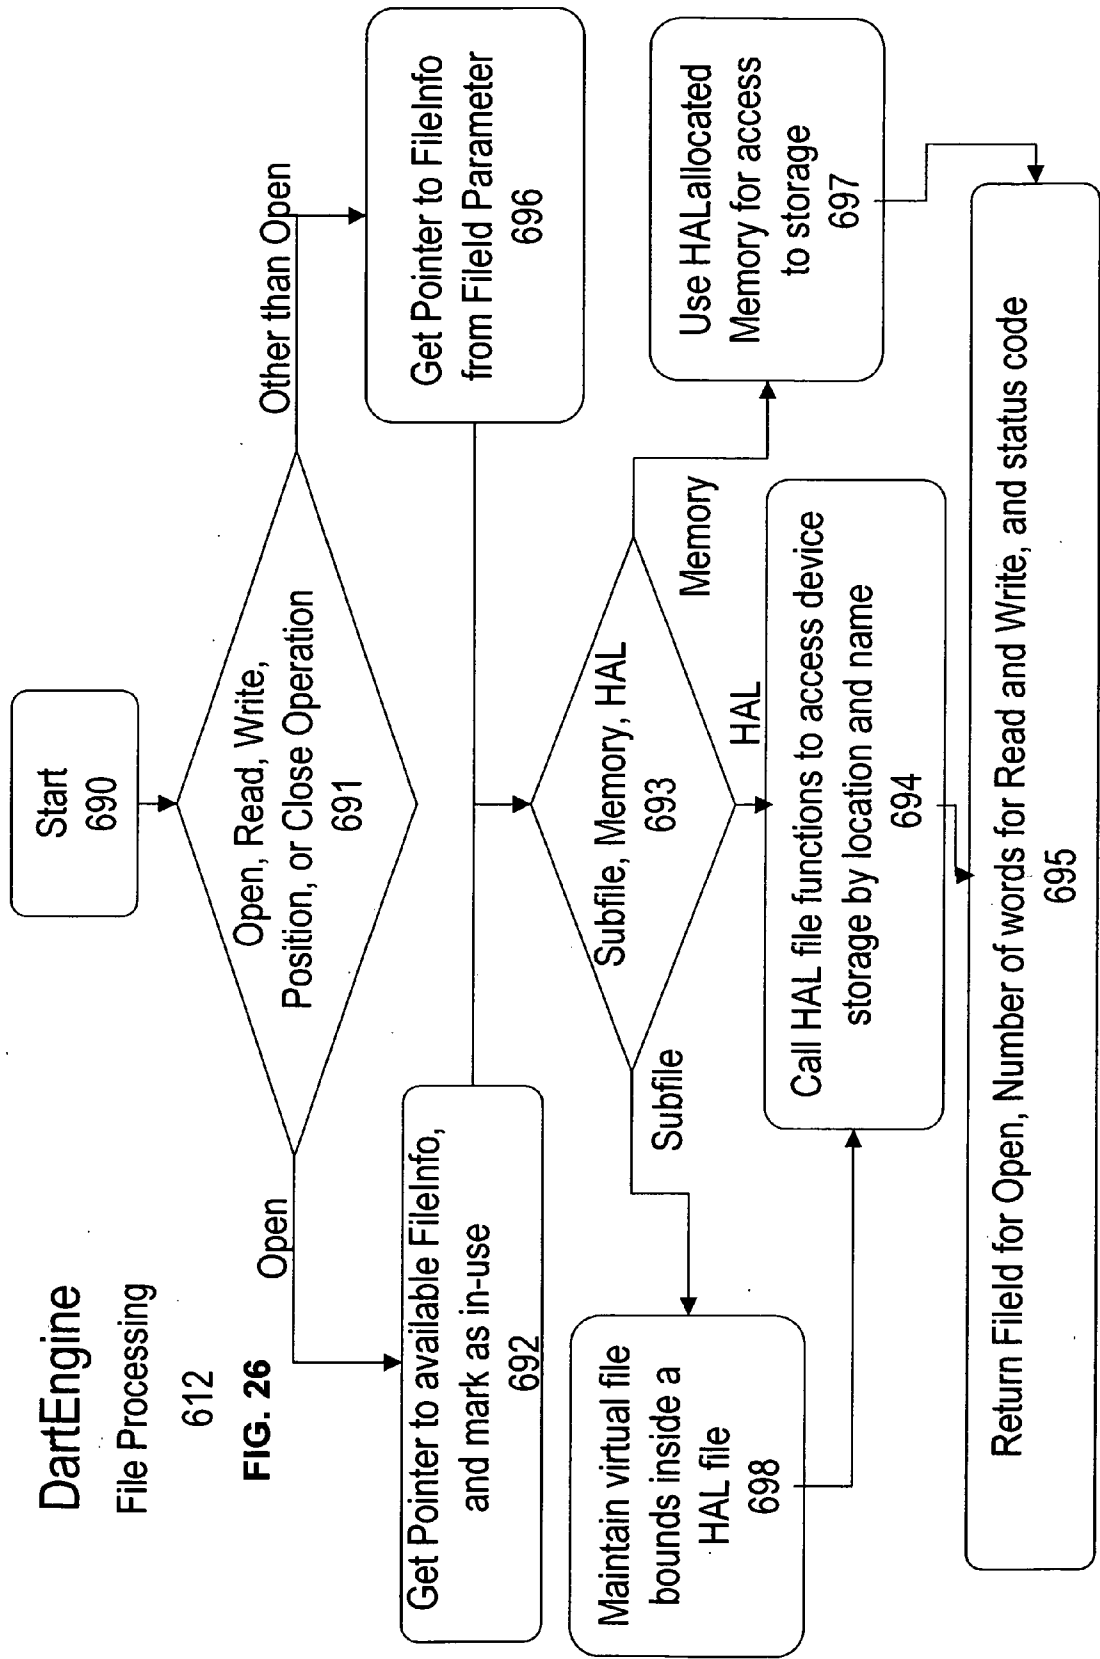 DartEngine
File Processing
612
FIG. 26
Start
690
Open, Read, Write,
Position, or Close Operation
691
Open
Other than Open
Get Pointer to available FileInfo,
and mark as in-use
692
Get Pointer to FileInfo
from FileId Parameter
696
Subfile, Memory, HAL
693
Subfile
HAL
Memory
Maintain virtual file
bounds inside a
HAL file
698
Call HAL file functions to access device
storage by location and name
694
Use HALallocated
Memory for access
to storage
697
Return FileId for Open, Number of words for Read and Write, and status code
695